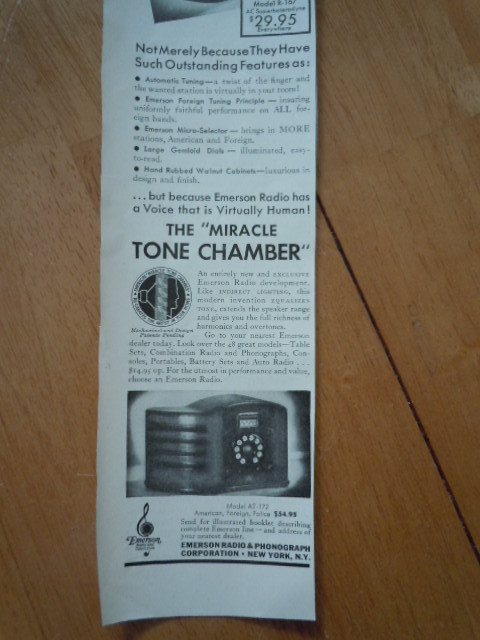 Model R-167
AC Superheterodyne
$29.95
Everywhere
Not Merely Because They Have
Such Outstanding Features as:
● Automatic Tuning—a twist of the finger and
the wanted station is virtually in your room!
● Emerson Foreign Tuning Principle — insuring
uniformly faithful performance on ALL for-
eign bands.
● Emerson Micro-Selector — brings in MORE
stations, American and Foreign.
● Large Gemloid Dials — illuminated, easy-
to-read.
● Hand Rubbed Walnut Cabinets—luxurious in
design and finish.
... but because Emerson Radio has
a Voice that is Virtually Human!
THE "MIRACLE
TONE CHAMBER"
An entirely new and EXCLUSIVE
Emerson Radio development.
Like INDIRECT LIGHTING, this
modern invention EQUALIZES
TONE, extends the speaker range
and gives you the full richness of
harmonics and overtones.
Mechanical and Design
Patents Pending
Go to your nearest Emerson
dealer today. Look over the 48 great models—Table
Sets, Combination Radio and Phonographs, Con-
soles, Portables, Battery Sets and Auto Radio ...
$14.95 up. For the utmost in performance and value,
choose an Emerson Radio.
Model AT-172
American, Foreign, Police $54.95
Send for illustrated booklet describing
complete Emerson line—and address of
your nearest dealer.
Emerson
EMERSON RADIO & PHONOGRAPH
CORPORATION • NEW YORK, N.Y.